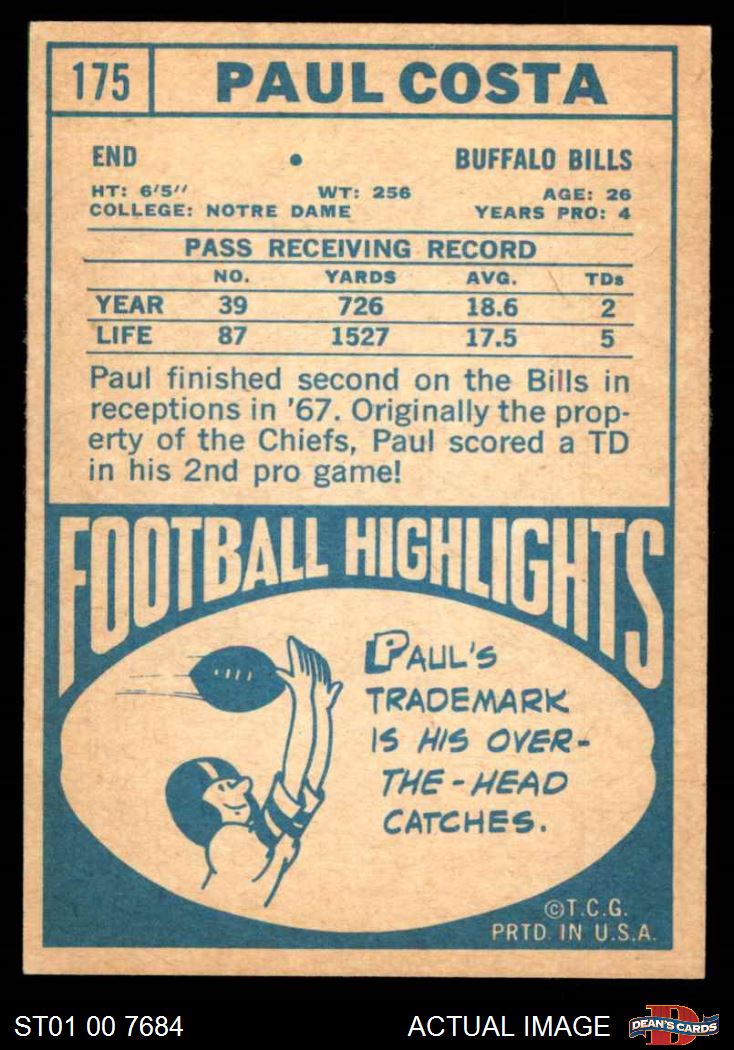 175 PAUL COSTA
END • BUFFALO BILLS
HT: 6'5" WT: 256 AGE: 26
COLLEGE: NOTRE DAME YEARS PRO: 4
PASS RECEIVING RECORD
NO. YARDS AVG. TDs
YEAR 39 726 18.6 2
LIFE 87 1527 17.5 5
Paul finished second on the Bills in
receptions in '67. Originally the prop-
erty of the Chiefs, Paul scored a TD
in his 2nd pro game!
FOOTBALL HIGHLIGHTS
PAUL'S
TRADEMARK
IS HIS OVER-
THE-HEAD
CATCHES.
©T.C.G.
PRTD. IN U.S.A.
ST01 00 7684 ACTUAL IMAGE D DEAN'S CARDS